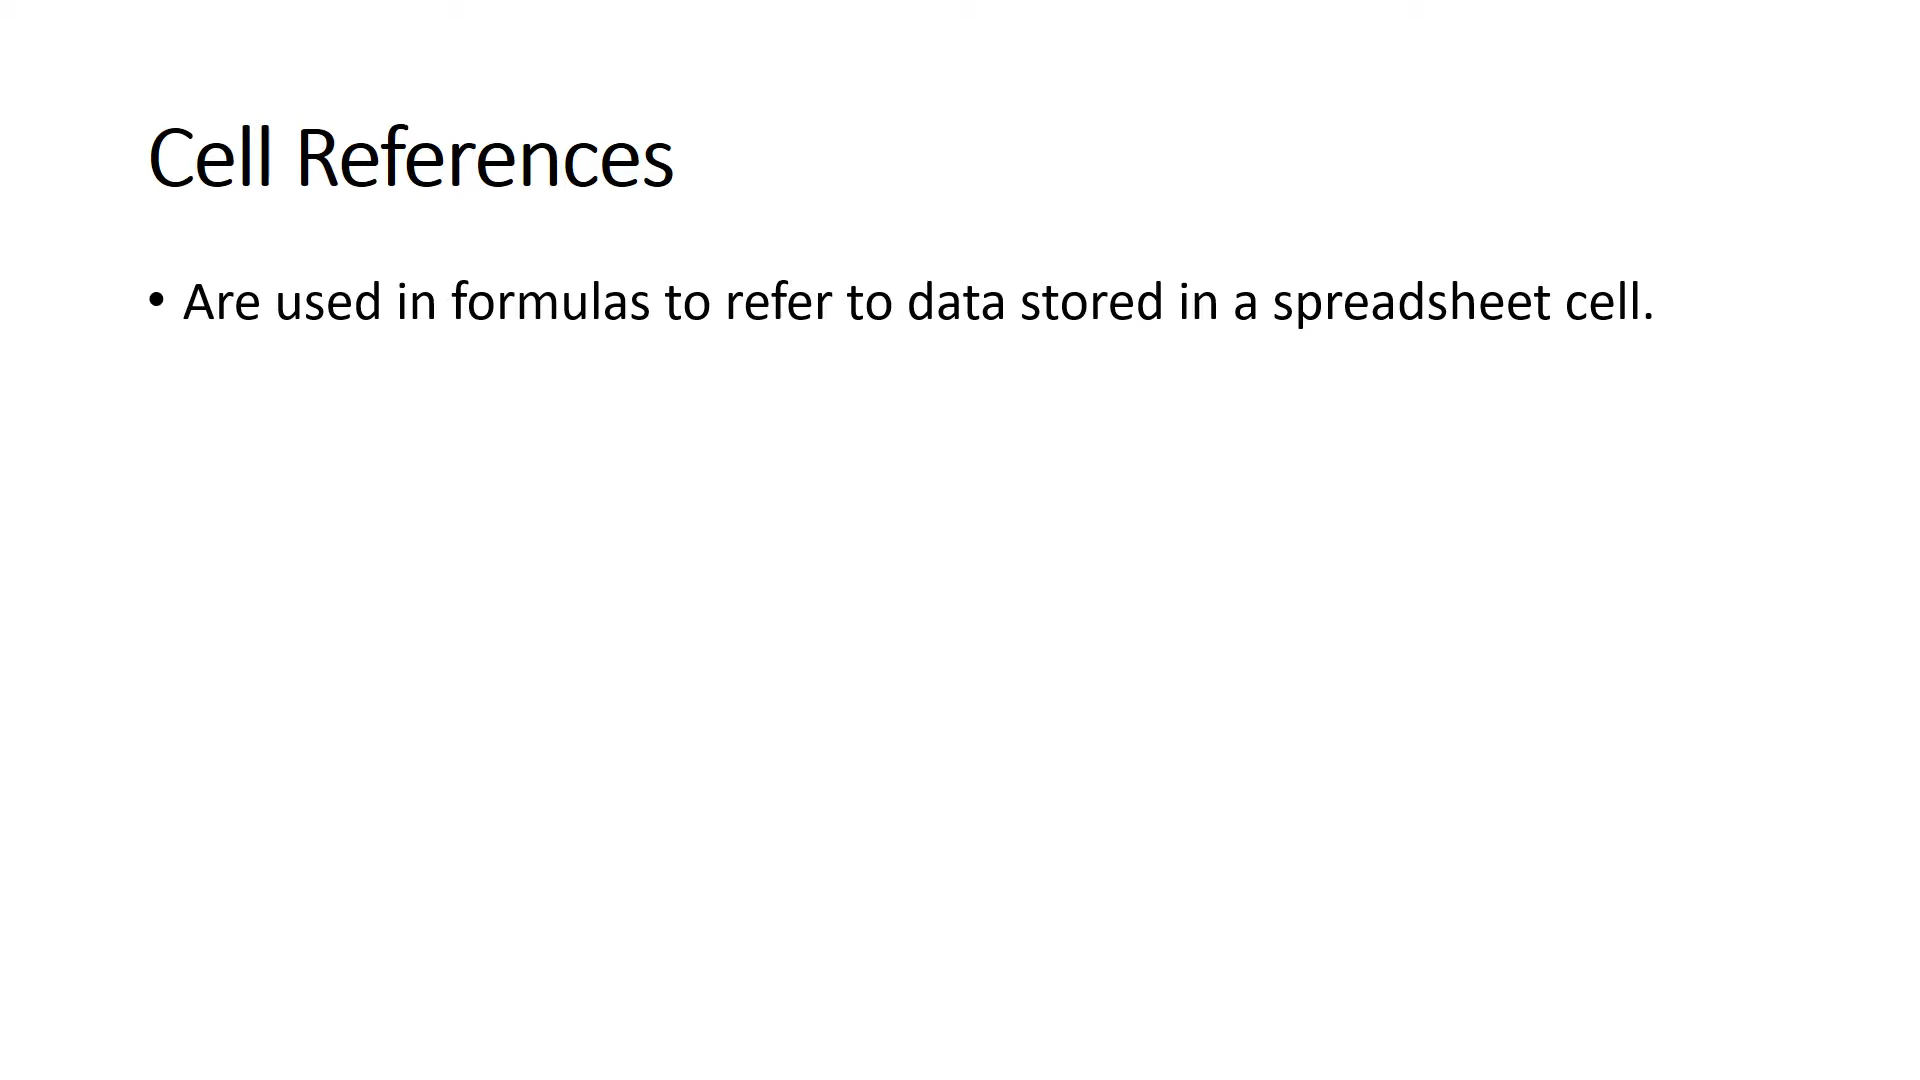 Cell References
• Are used in formulas to refer to data stored in a spreadsheet cell.